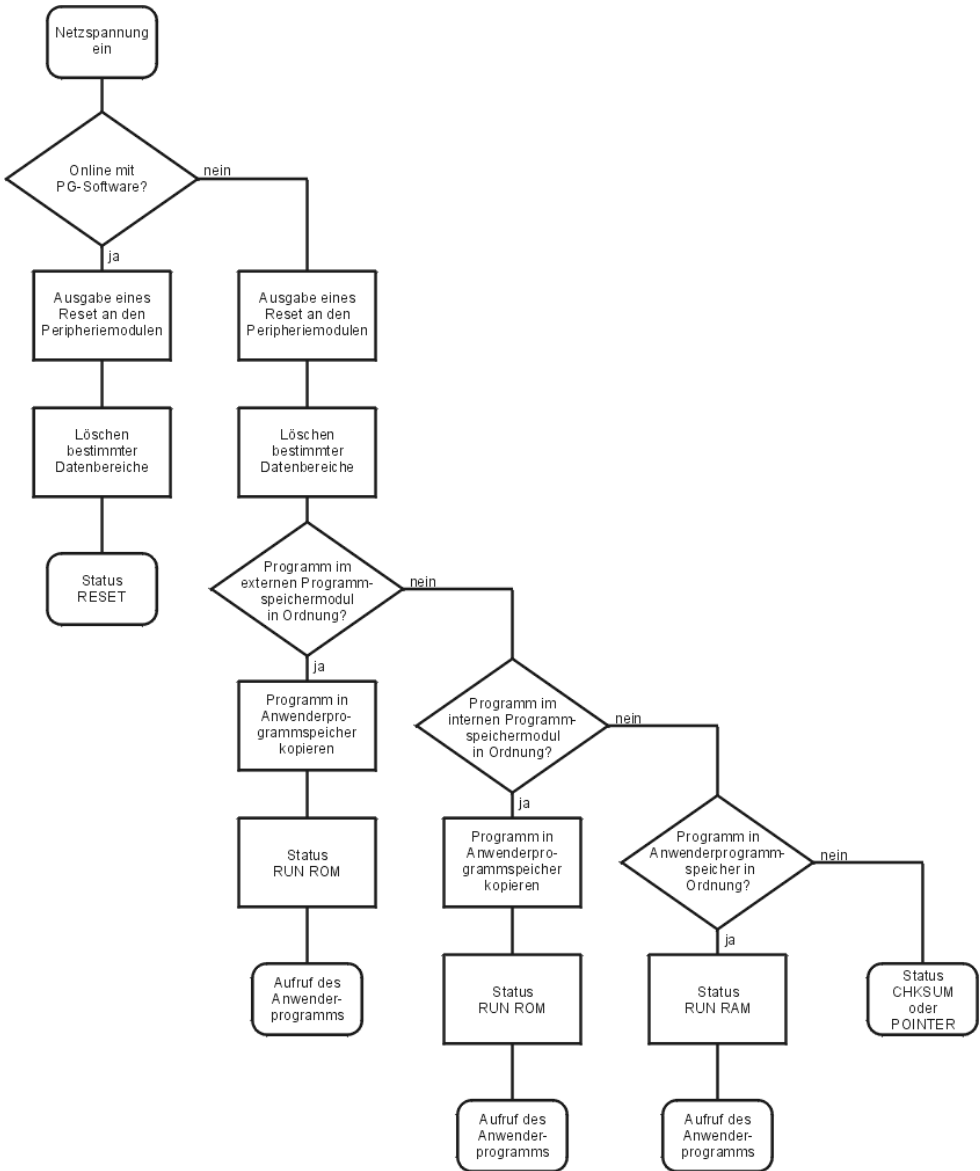 Netzspannung
ein
Online mit
PG-Software?
nein
ja
Ausgabe eines
Reset an den
Peripheriemodulen
Ausgabe eines
Reset an den
Peripheriemodulen
Löschen
bestimmter
Datenbereiche
Löschen
bestimmter
Datenbereiche
Status
RESET
Programm im
externen Programm-
speichermodul
in Ordnung?
nein
ja
Programm in
Anwenderpro-
grammspeicher
kopieren
Programm im
internen Programm-
speichermodul
in Ordnung?
nein
ja
Status
RUN ROM
Programm in
Anwenderpro-
grammspeicher
kopieren
Programm in
Anwenderprogramm-
speicher in
Ordnung?
nein
ja
Aufruf des
Anwender-
programms
Status
RUN ROM
Status
RUN RAM
Status
CHKSUM
oder
POINTER
Aufruf des
Anwender-
programms
Aufruf des
Anwender-
programms